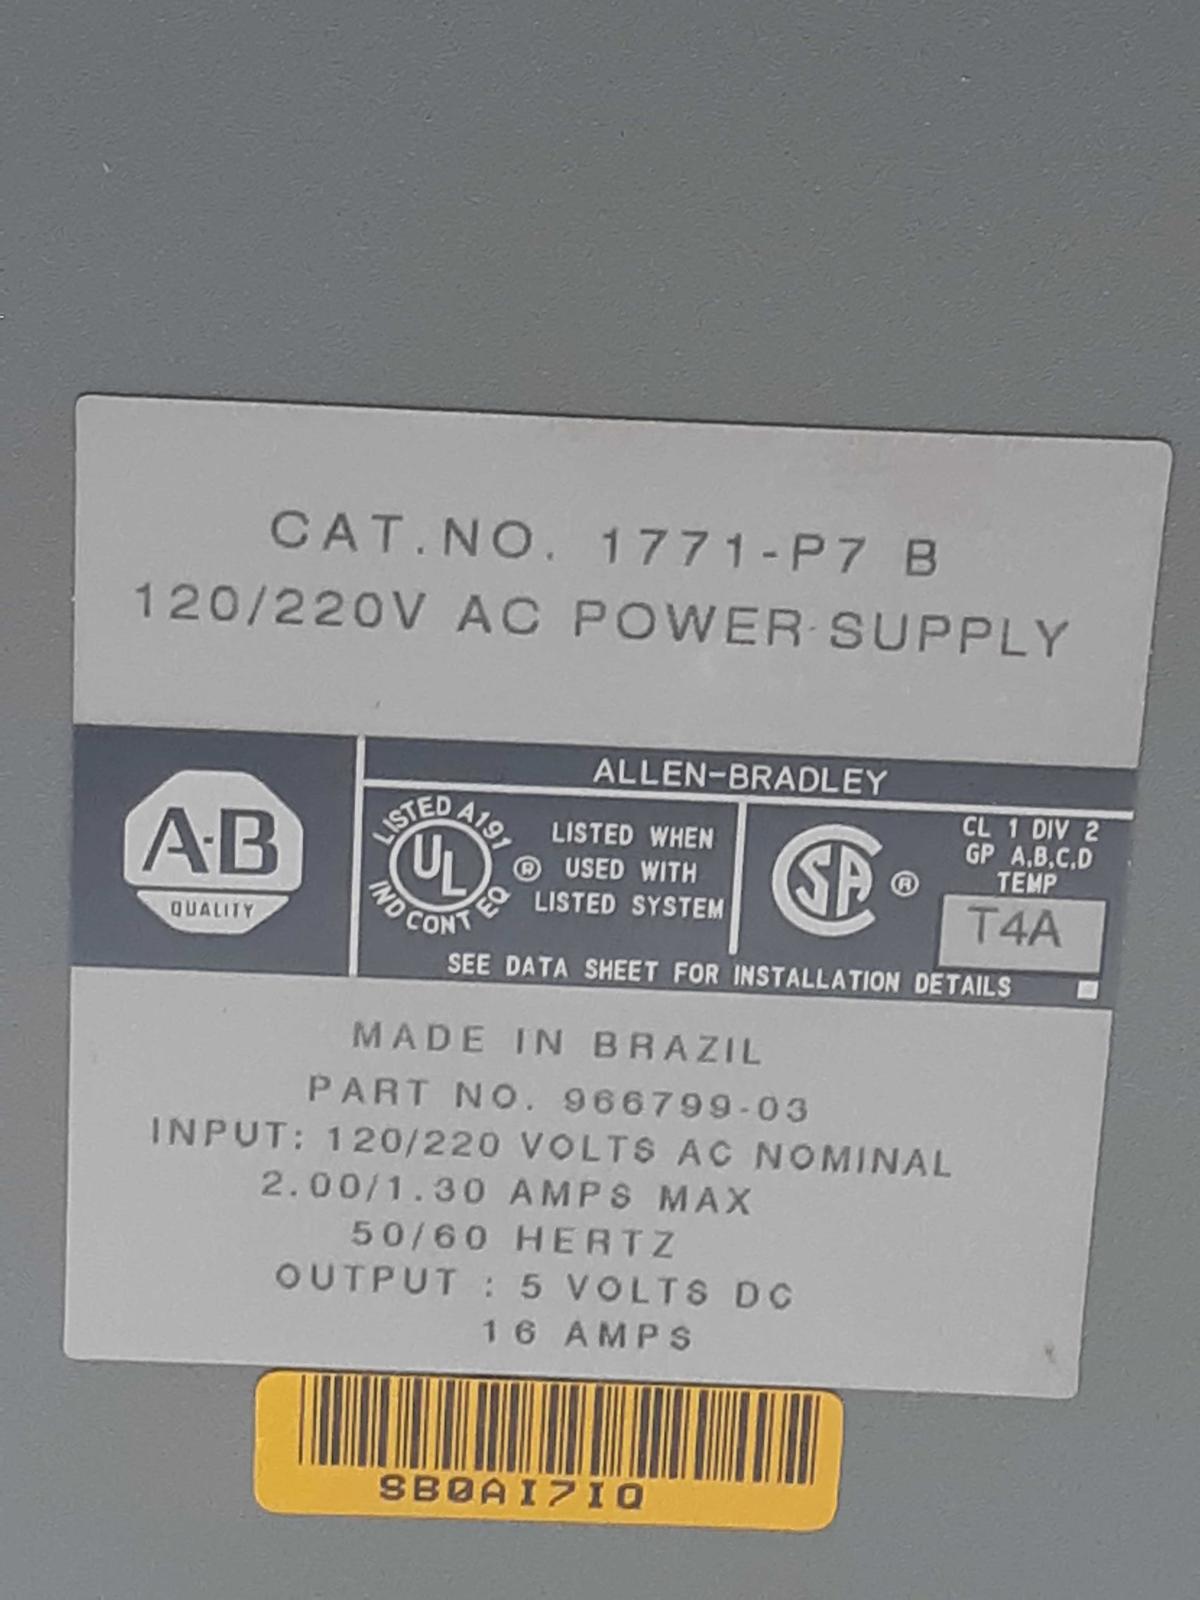 CAT.NO. 1771-P7 B
120/220V AC POWER SUPPLY
ALLEN-BRADLEY
A-B
QUALITY
LISTED A191
UL
IND CONT EQ
®
LISTED WHEN
USED WITH
LISTED SYSTEM
SA ®
CL 1 DIV 2
GP A,B,C,D
TEMP
T4A
SEE DATA SHEET FOR INSTALLATION DETAILS
MADE IN BRAZIL
PART NO. 966799-03
INPUT: 120/220 VOLTS AC NOMINAL
2.00/1.30 AMPS MAX
50/60 HERTZ
OUTPUT : 5 VOLTS DC
16 AMPS
SB0AI7IQ